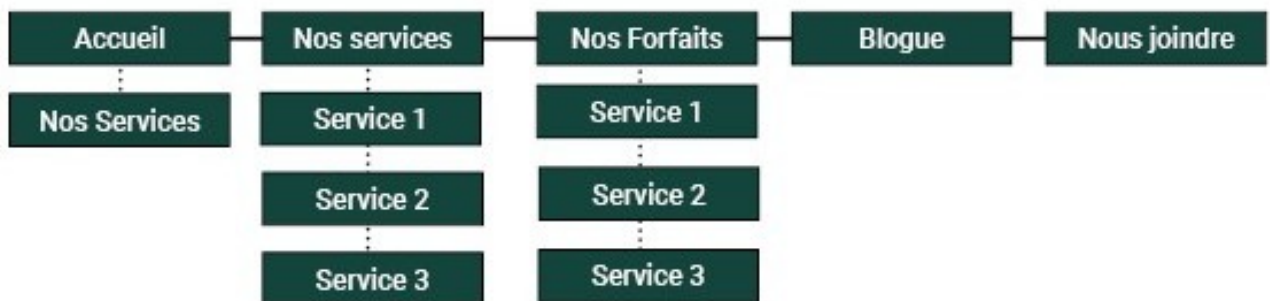 Accueil
Nos services
Nos Forfaits
Blogue
Nous joindre
Nos Services
Service 1
Service 1
Service 2
Service 2
Service 3
Service 3